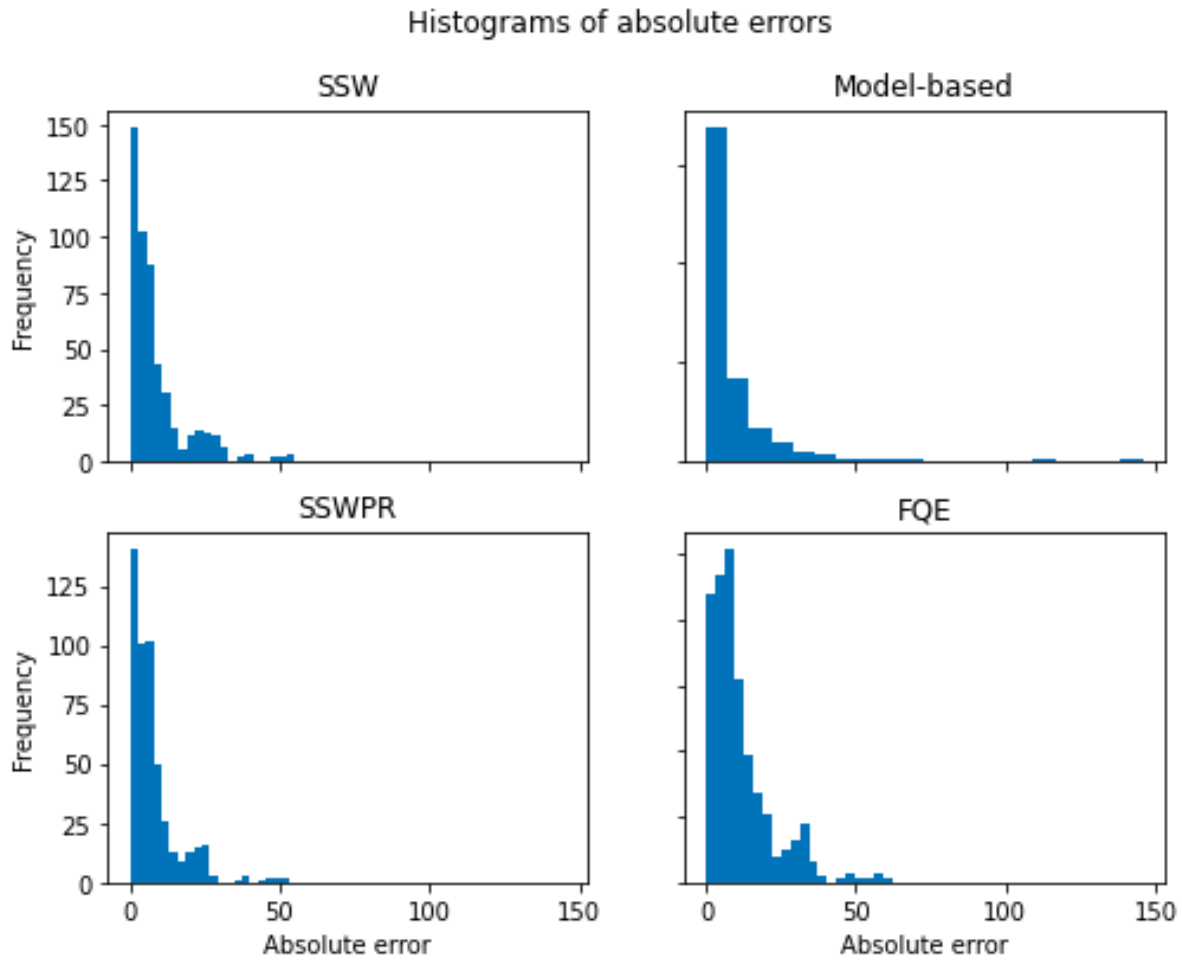 Histograms of absolute errors
SSW
Model-based
150
125
100
75
50
25
0
Frequency
SSWPR
FQE
125
100
75
50
25
0
Frequency
0 50 100 150
0 50 100 150
Absolute error
Absolute error